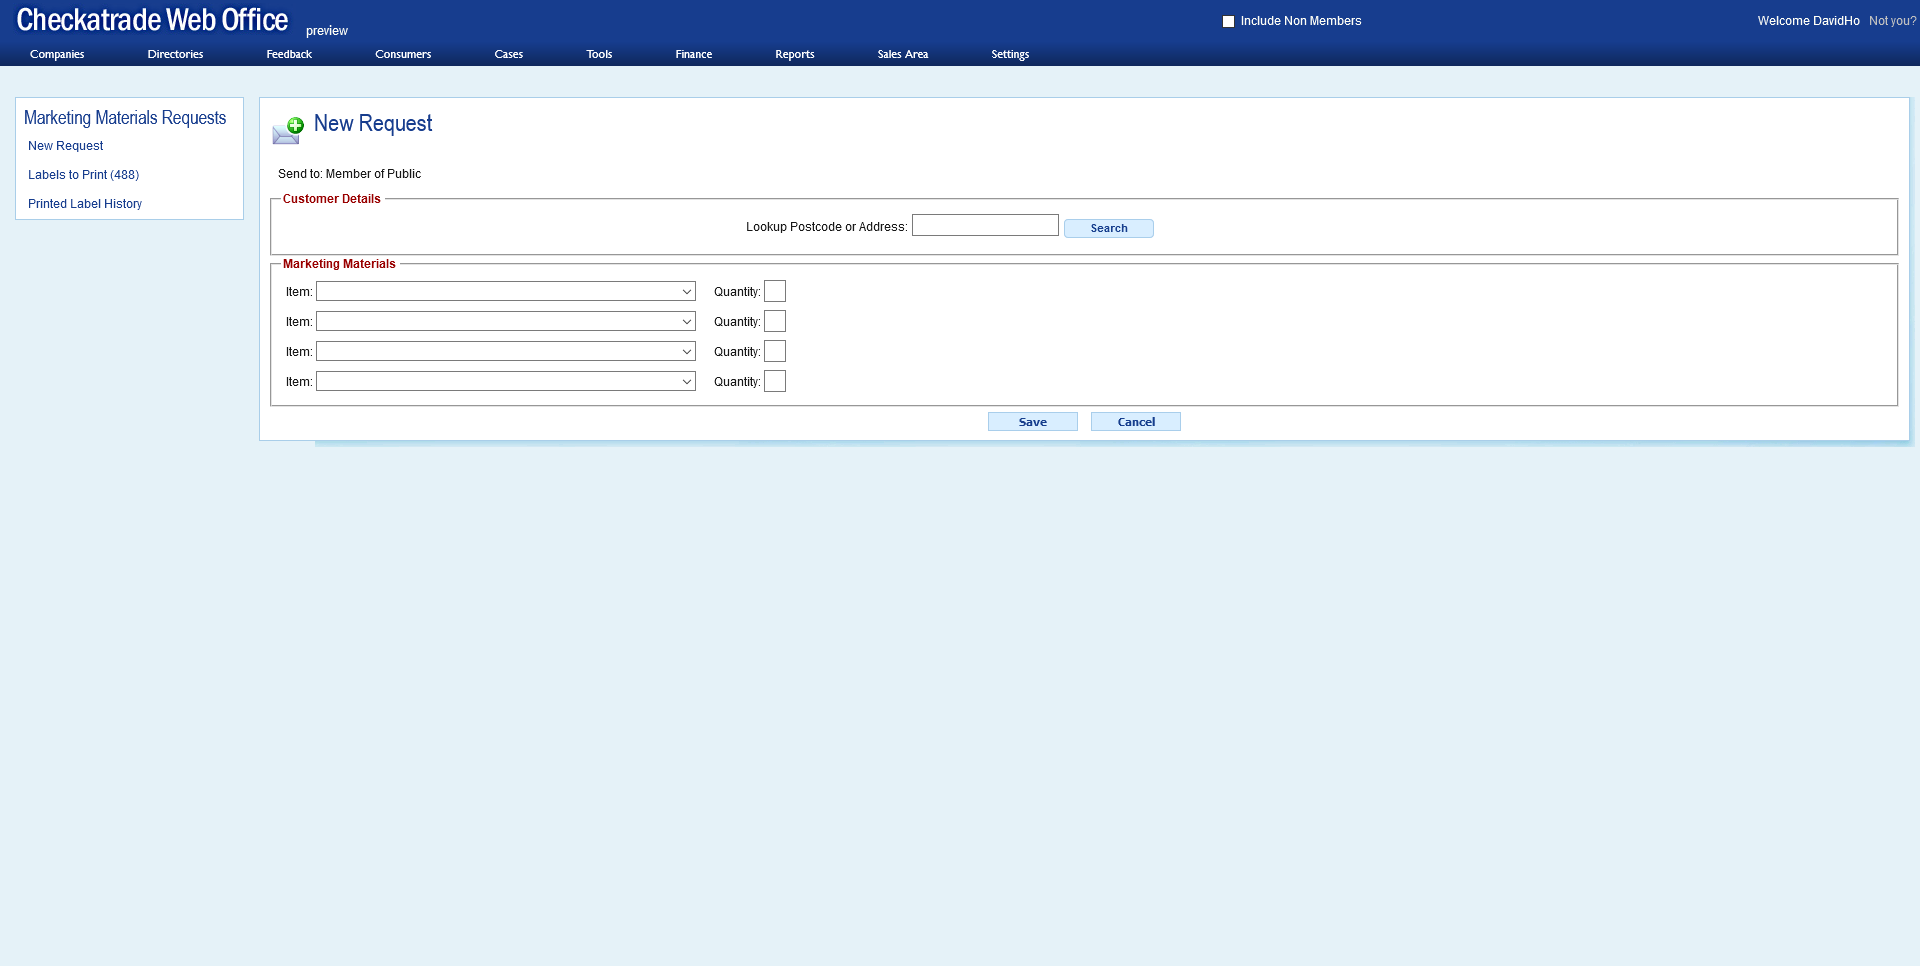 Checkatrade Web Office preview
Include Non Members
Welcome DavidHo Not you?
Companies Directories Feedback Consumers Cases Tools Finance Reports Sales Area Settings
Marketing Materials Requests
New Request
Labels to Print (488)
Printed Label History
New Request
Send to: Member of Public
Customer Details
Lookup Postcode or Address: Search
Marketing Materials
Item: Quantity:
Item: Quantity:
Item: Quantity:
Item: Quantity:
Save Cancel